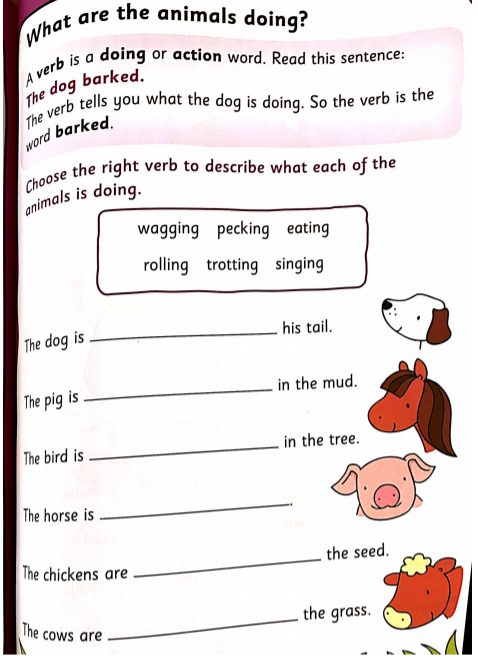 What are the animals doing?
A verb is a doing or action word. Read this sentence:
The dog barked.
The verb tells you what the dog is doing. So the verb is the
word barked.
Choose the right verb to describe what each of the
animals is doing.
wagging pecking eating
rolling trotting singing
The dog is ____________ his tail.
The pig is ____________ in the mud.
The bird is ____________ in the tree.
The horse is ____________.
The chickens are ____________ the seed.
The cows are ____________ the grass.